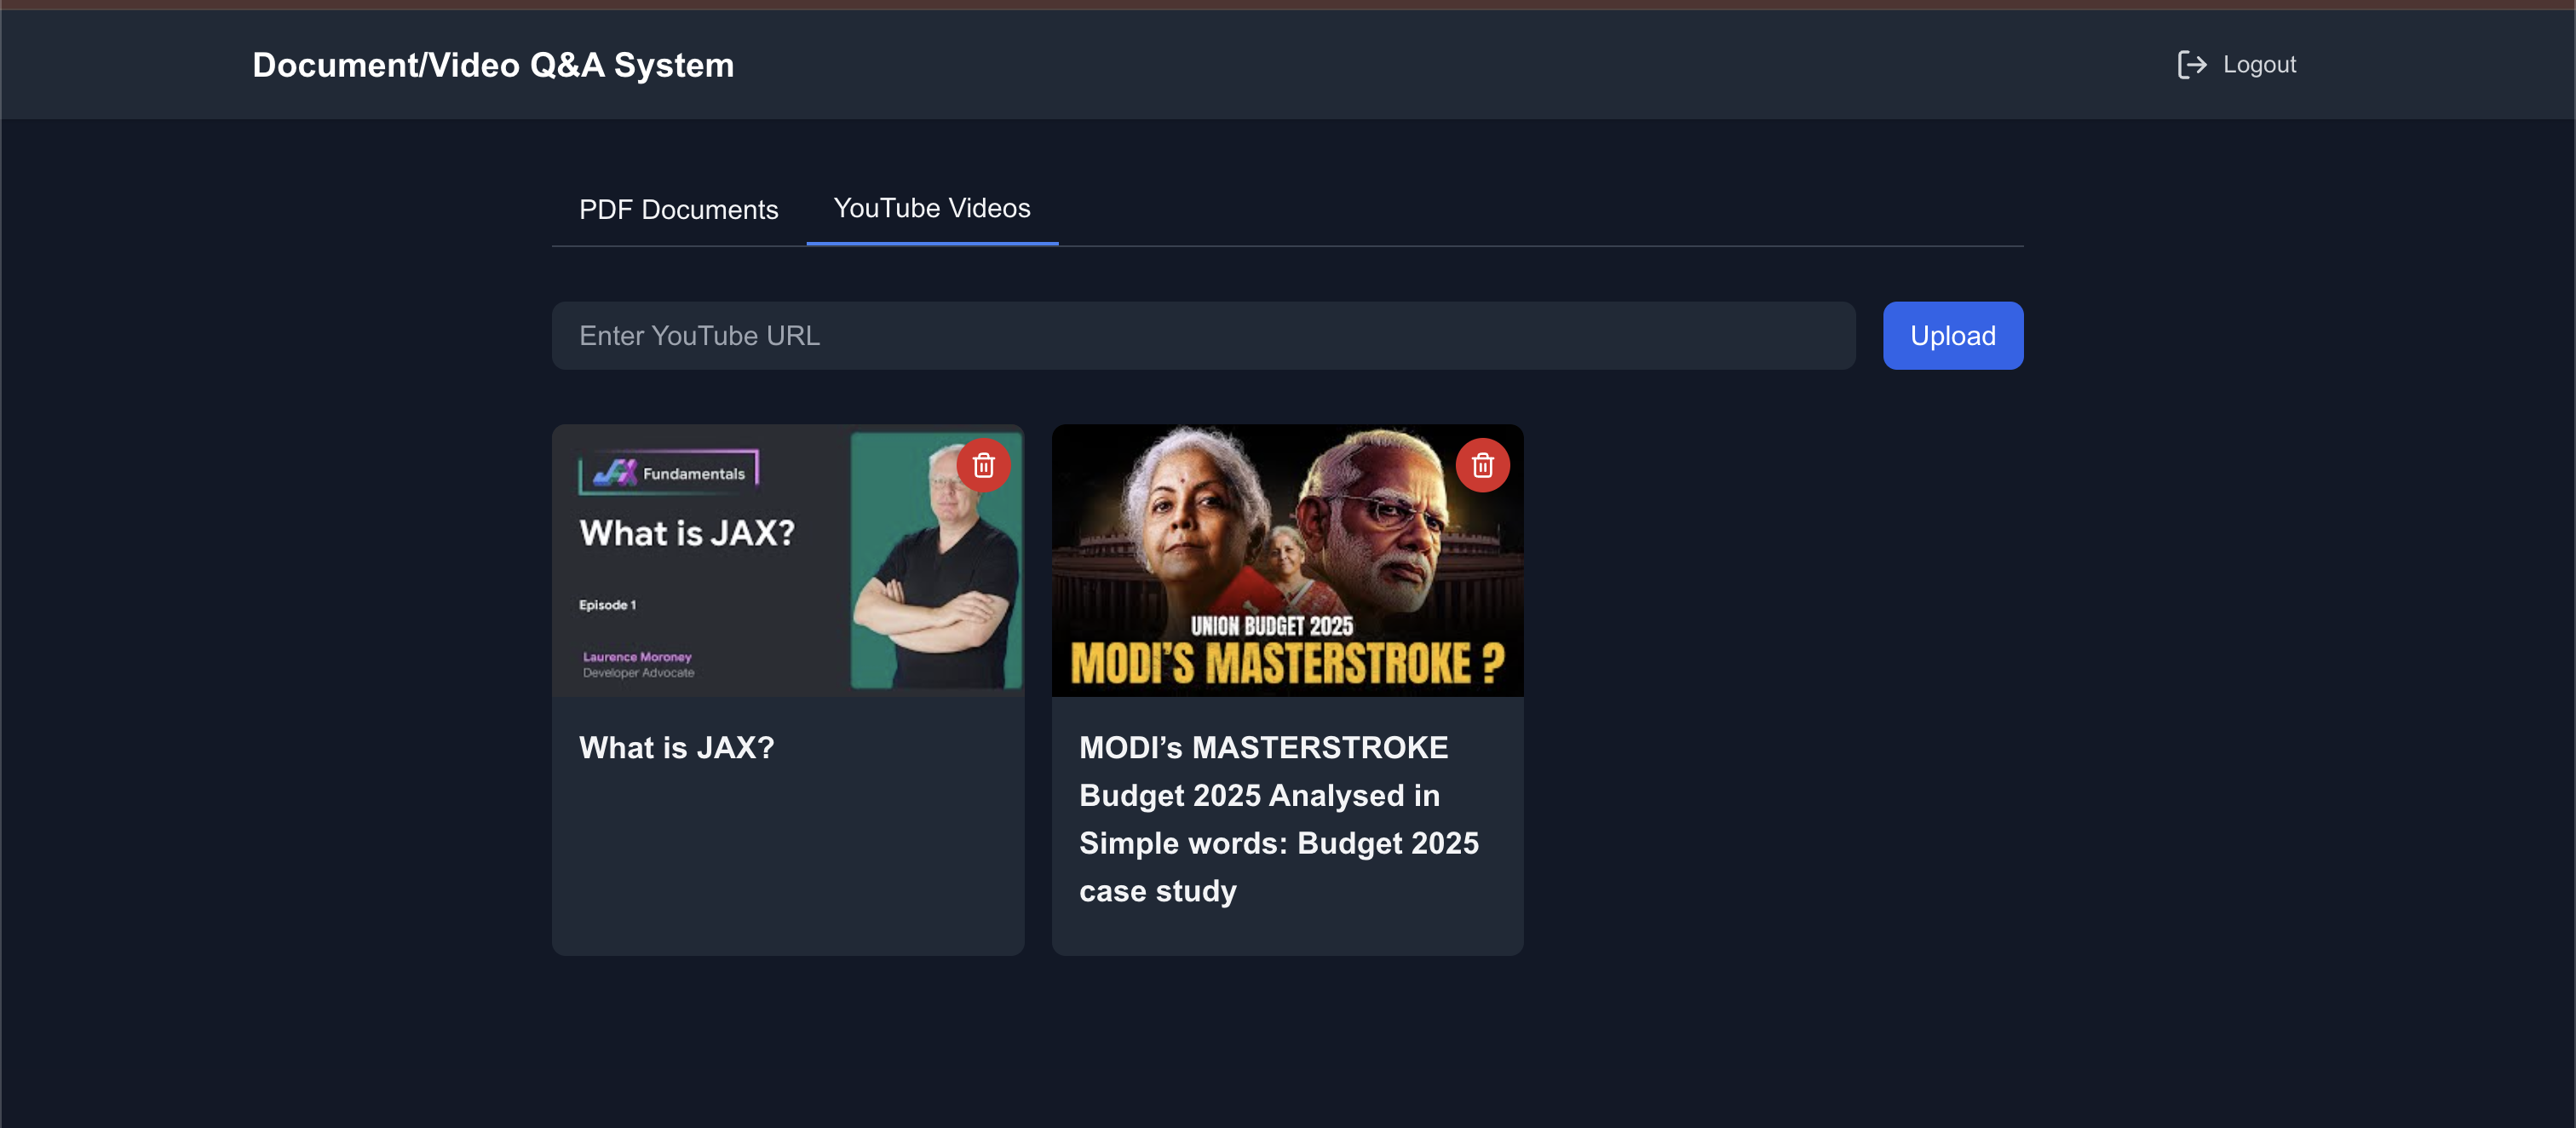 Document/Video Q&A System
Logout
PDF Documents
YouTube Videos
Enter YouTube URL
Upload
JAX Fundamentals
What is JAX?
Episode 1
Laurence Moroney
Developer Advocate
UNION BUDGET 2025
MODI'S MASTERSTROKE ?
What is JAX?
MODI’s MASTERSTROKE
Budget 2025 Analysed in
Simple words: Budget 2025
case study